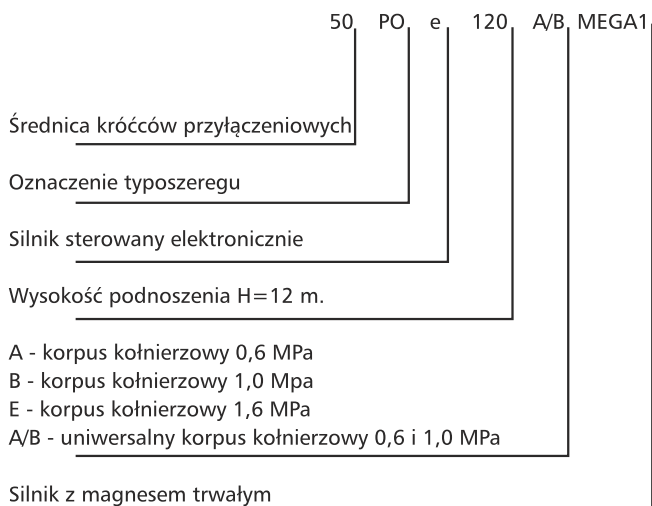 50 PO e 120 A/B MEGA1
Średnica króćców przyłączeniowych
Oznaczenie typoszeregu
Silnik sterowany elektronicznie
Wysokość podnoszenia H=12 m.
A - korpus kołnierzowy 0,6 MPa
B - korpus kołnierzowy 1,0 Mpa
E - korpus kołnierzowy 1,6 MPa
A/B - uniwersalny korpus kołnierzowy 0,6 i 1,0 MPa
Silnik z magnesem trwałym